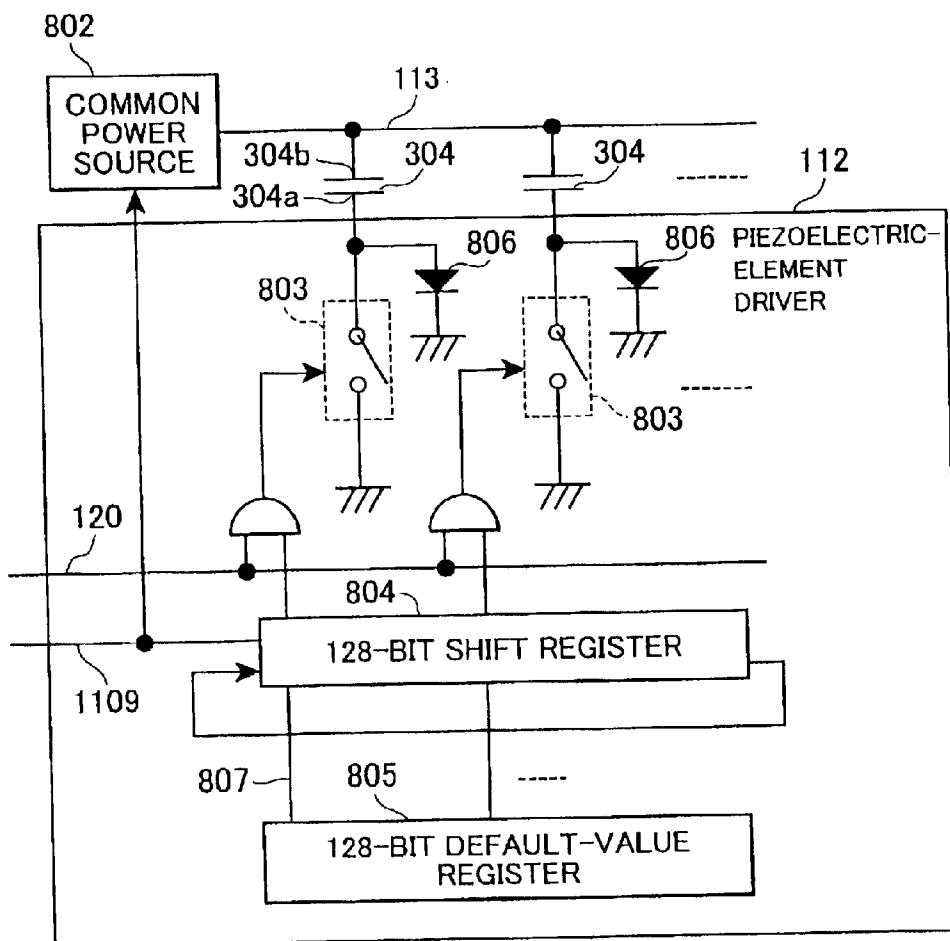 802
COMMON
POWER
SOURCE
113
304b
304
304a
304
112
806
806
PIEZOELECTRIC-
ELEMENT
DRIVER
803
803
120
804
128-BIT SHIFT REGISTER
1109
807
805
128-BIT DEFAULT-VALUE
REGISTER